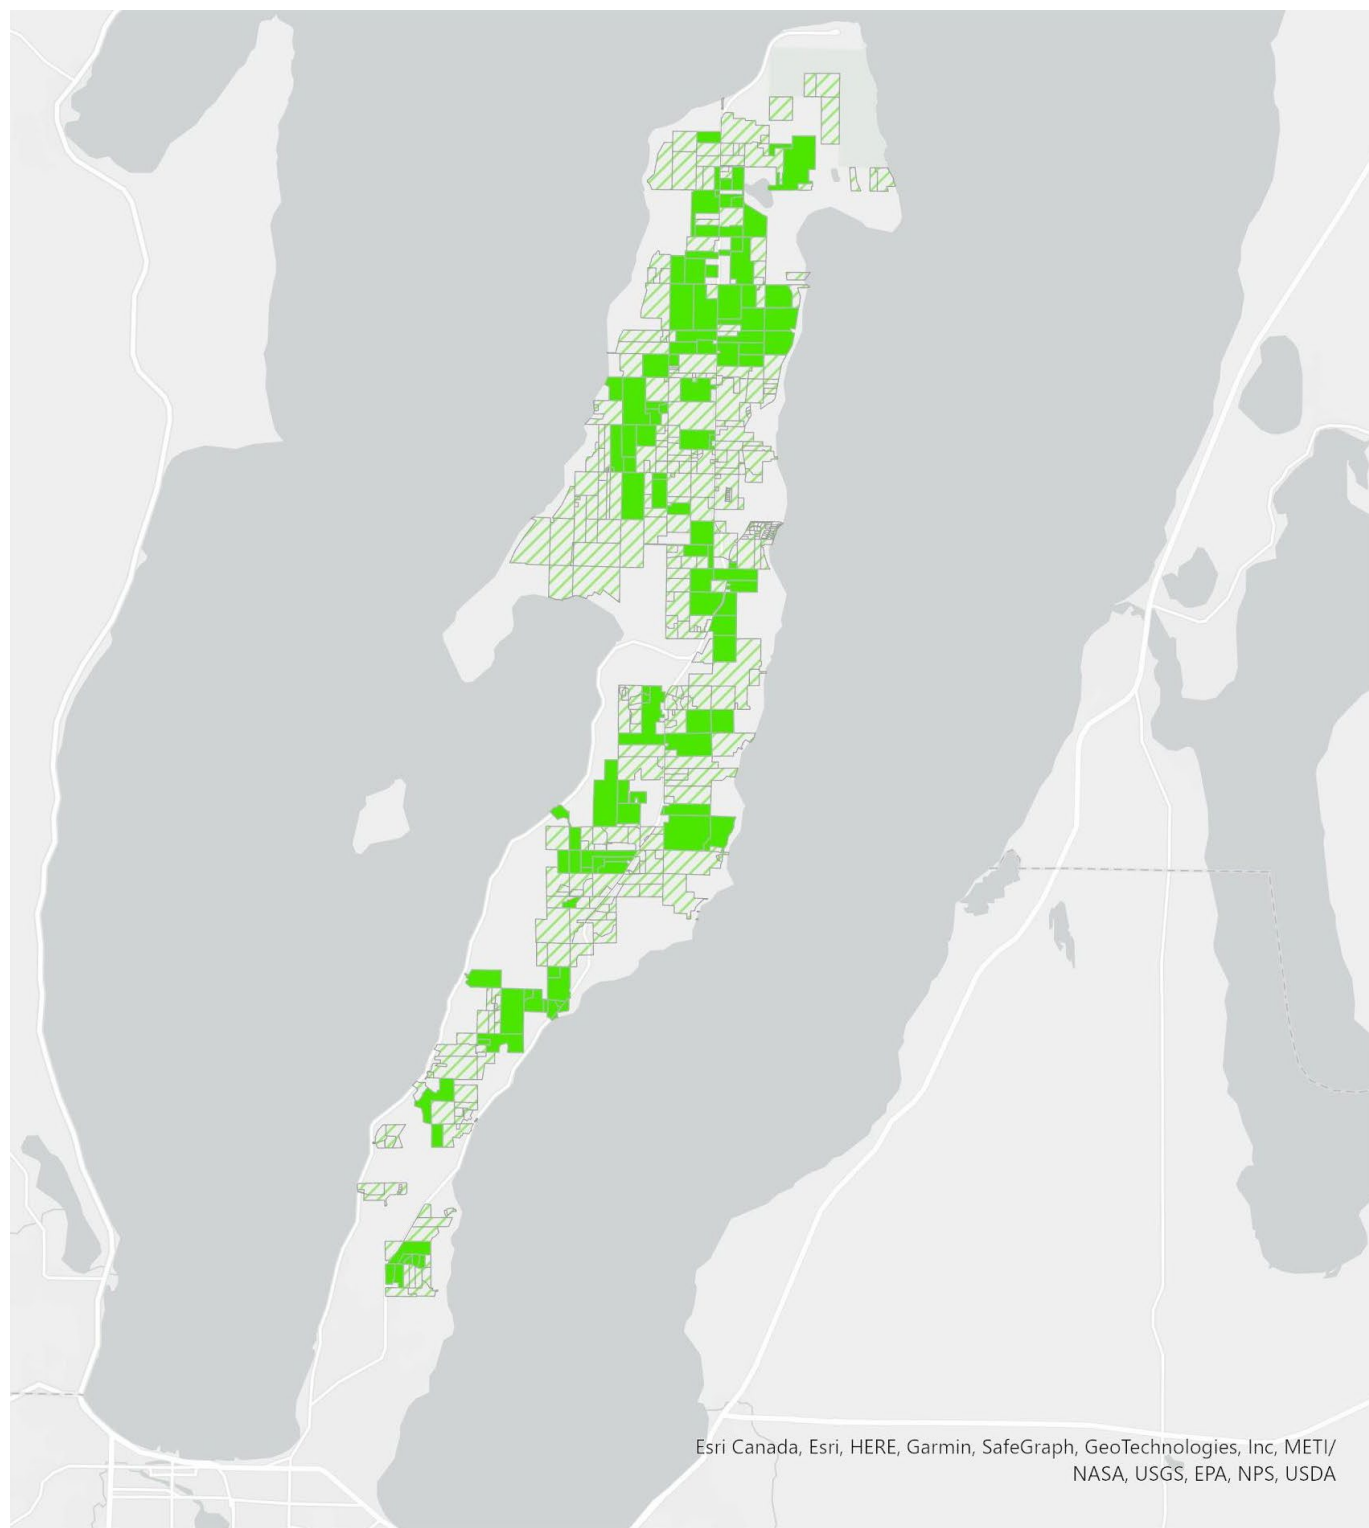 Esri Canada, Esri, HERE, Garmin, SafeGraph, GeoTechnologies, Inc, METI/
NASA, USGS, EPA, NPS, USDA